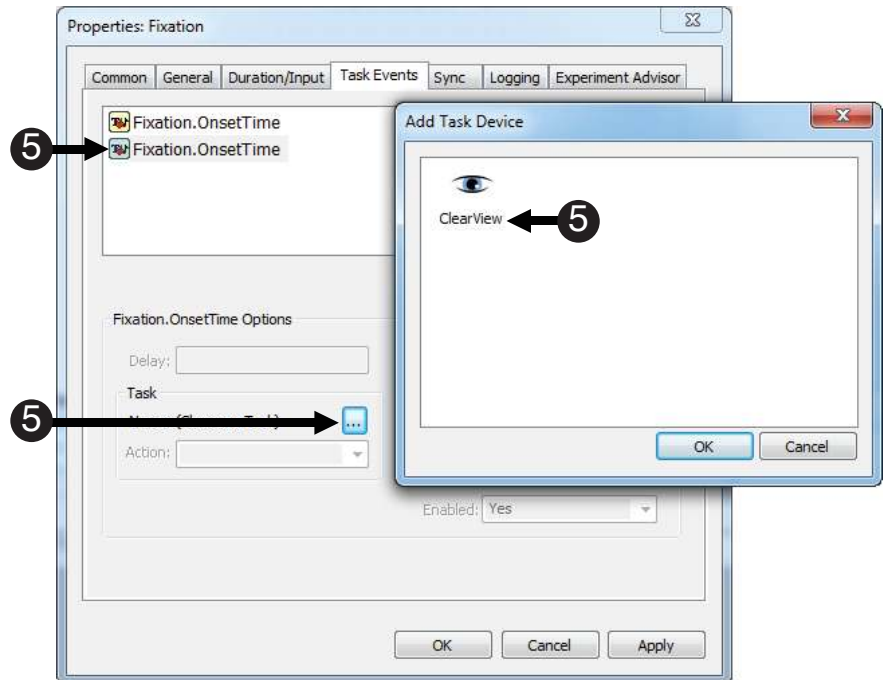 Properties: Fixation
Common General Duration/Input Task Events Sync Logging Experiment Advisor
Fixation.OnsetTime
5 Fixation.OnsetTime
Fixation.OnsetTime Options
Delay:
Task
5
...
Action:
Enabled: Yes
OK Cancel Apply
Add Task Device
ClearView 5
OK Cancel